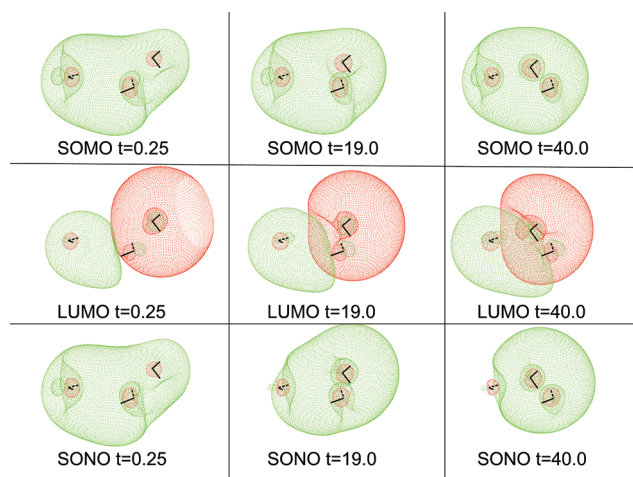 SOMO t=0.25
SOMO t=19.0
SOMO t=40.0
LUMO t=0.25
LUMO t=19.0
LUMO t=40.0
SONO t=0.25
SONO t=19.0
SONO t=40.0